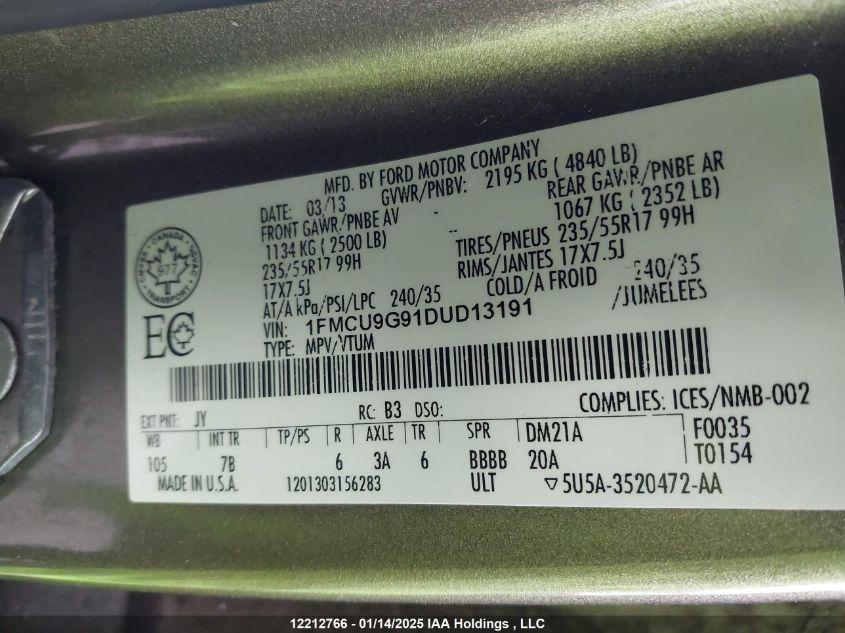 MFD. BY FORD MOTOR COMPANY
DATE: 03/13 GVWR/PNBV: 2195 KG ( 4840 LB)
FRONT GAWR/PNBE AV - REAR GAWR/PNBE AR
1134 KG ( 2500 LB) -- 1067 KG ( 2352 LB)
235/55R17 99H TIRES/PNEUS 235/55R17 99H
17X7.5J RIMS/JANTES 17X7.5J
AT/A kPa/PSI/LPC 240/35 COLD/A FROID 240/35
VIN: 1FMCU9G91DUD13191 /JUMELEES
TYPE: MPV/VTUM
CANADA
977
TRANSPORT
EC
COMPLIES: ICES/NMB-002
EXT PNT: JY RC: B3 DSO:
WB INT TR TP/PS R AXLE TR SPR DM21A F0035
105 7B 6 3A 6 BBBB 20A T0154
MADE IN U.S.A. 1201303156283 ULT ▽5U5A-3520472-AA
12212766 - 01/14/2025 IAA Holdings , LLC